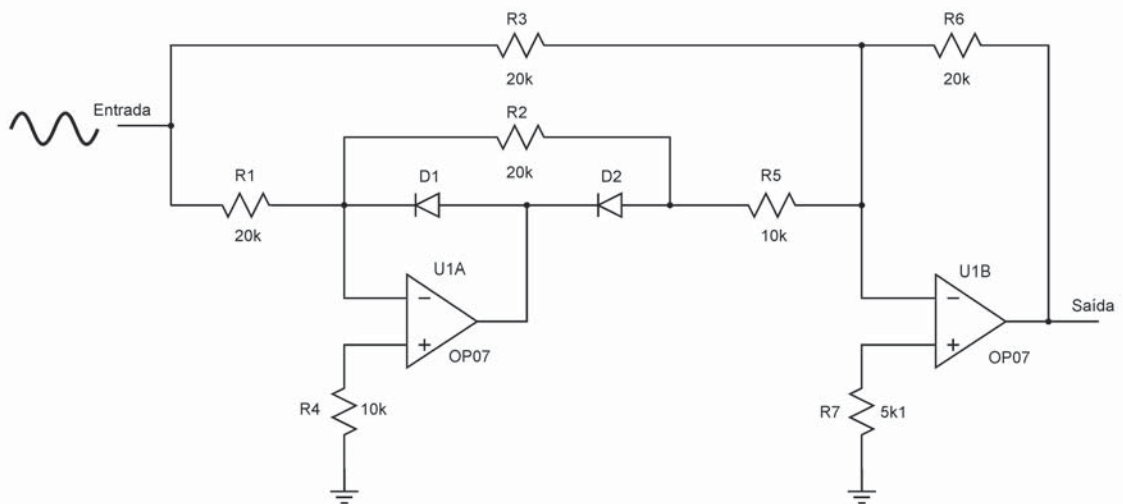 R3
20k
R6
20k
Entrada
R2
20k
R1
20k
D1
D2
R5
10k
U1A
−
+
OP07
R4
10k
U1B
−
+
OP07
Saída
R7
5k1